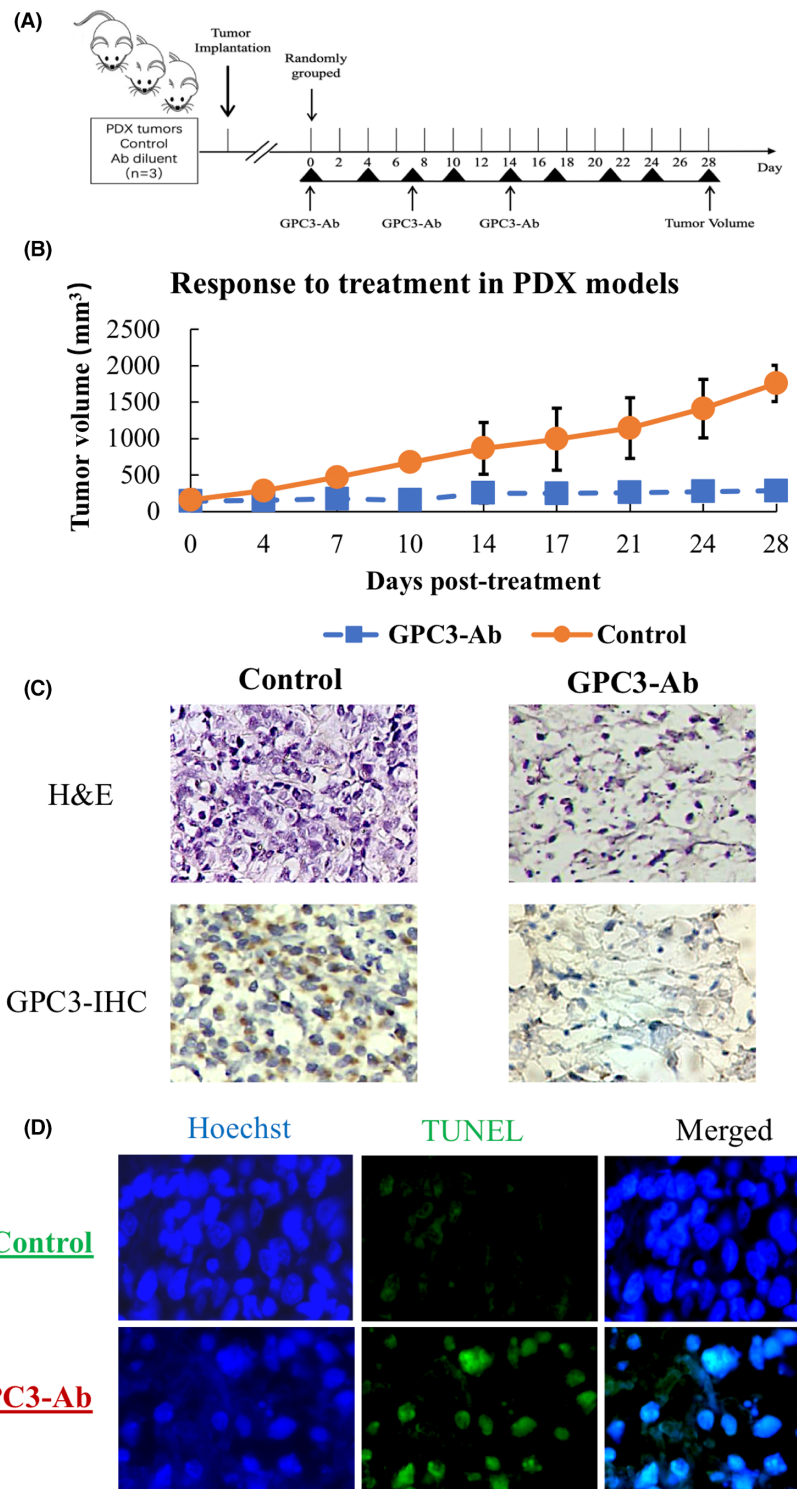 (A)
Tumor
Implantation
Randomly
grouped
PDX tumors
Control
Ab diluent
(n=3)
0 2 4 6 8 10 12 14 16 18 20 22 24 26 28
Day
GPC3-Ab GPC3-Ab GPC3-Ab Tumor Volume
(B)
Response to treatment in PDX models
Tumor volume (mm³)
2500
2000
1500
1000
500
0
0 4 7 10 14 17 21 24 28
Days post-treatment
GPC3-Ab Control
(C)
Control GPC3-Ab
H&E
GPC3-IHC
(D)
Hoechst TUNEL Merged
Control
PC3-Ab